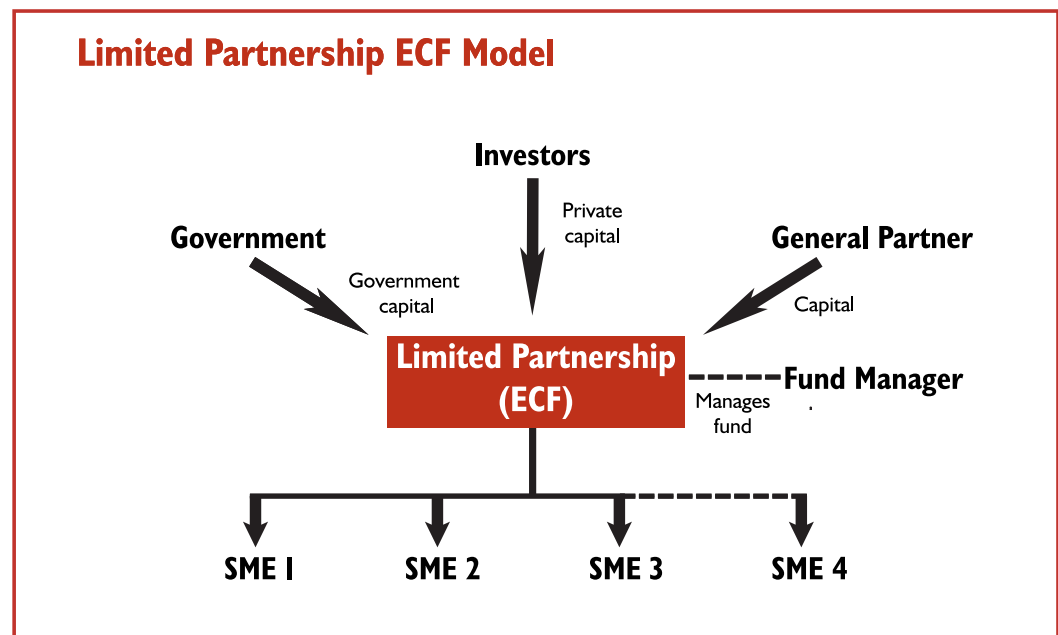 Limited Partnership ECF Model
Investors
Private
capital
Government
General Partner
Government
capital
Capital
Limited Partnership
(ECF)
Fund Manager
Manages
fund
SME 1
SME 2
SME 3
SME 4